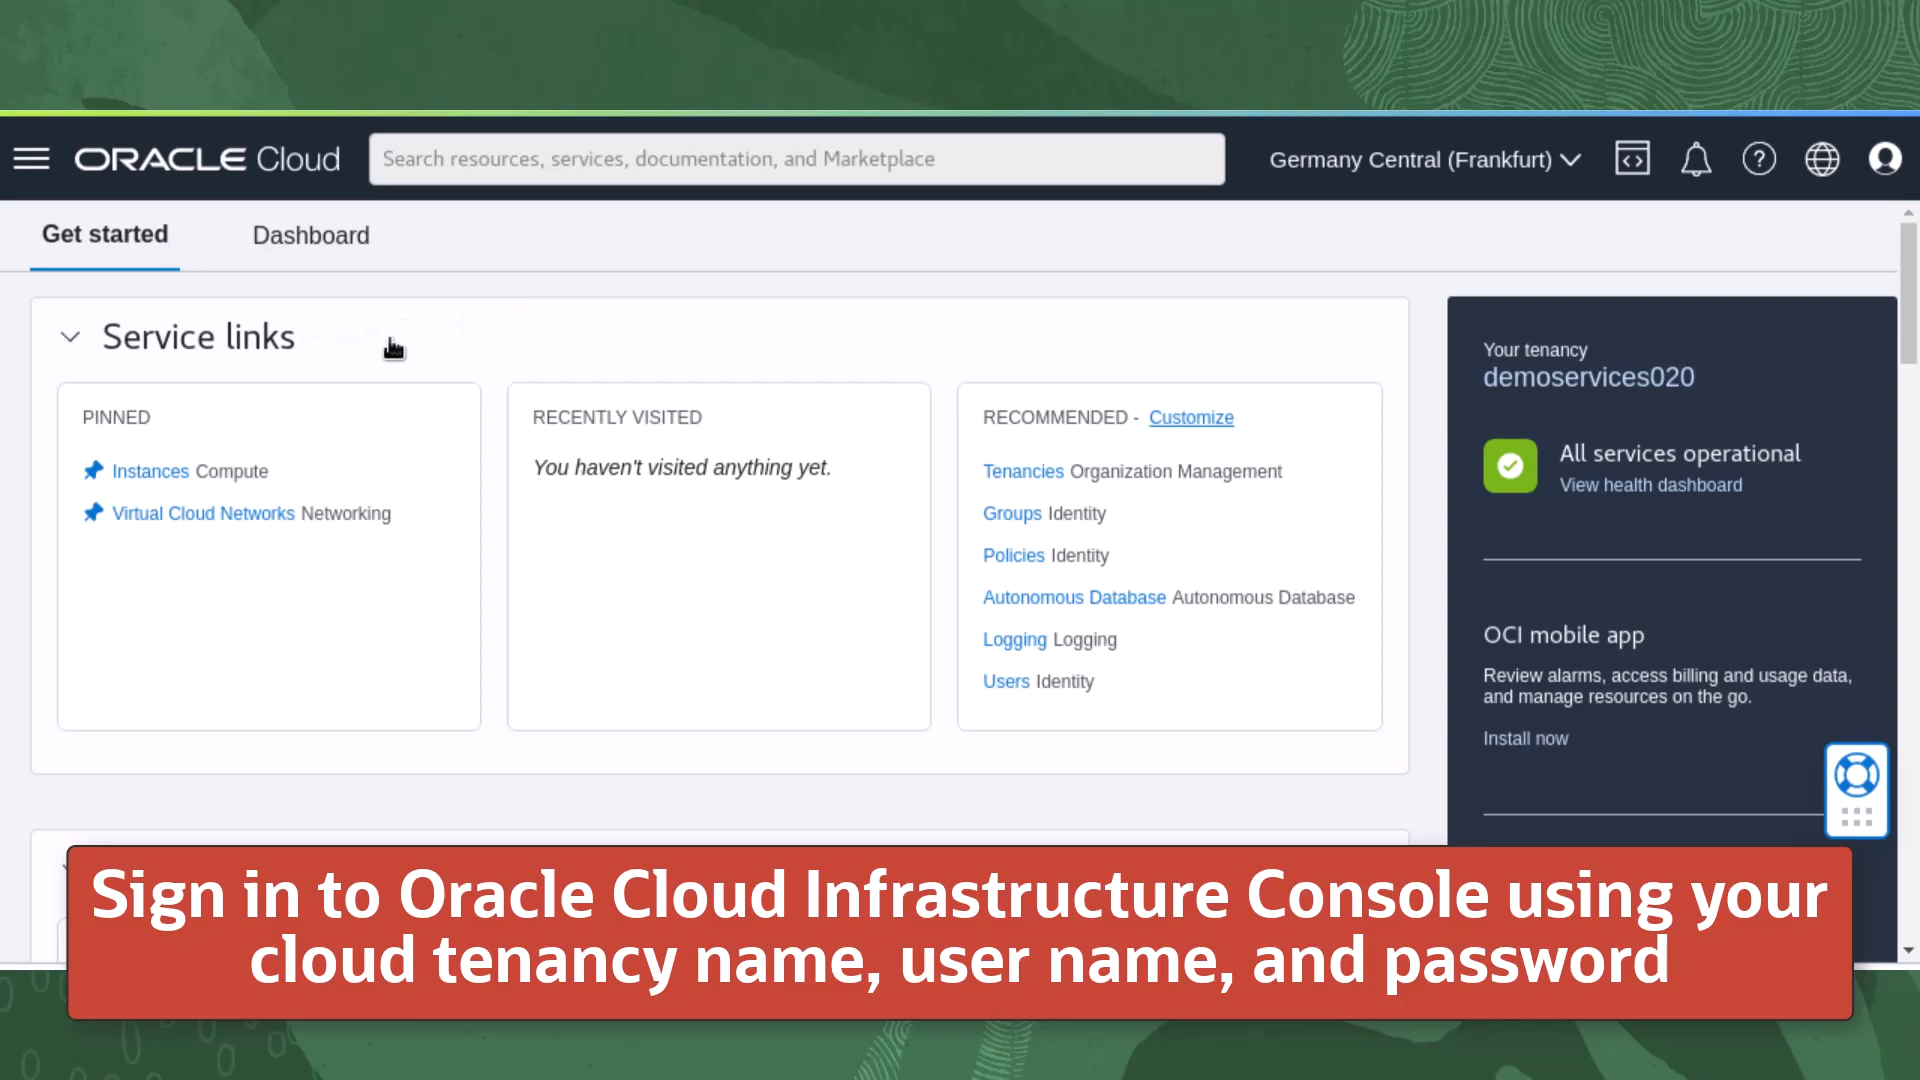 ORACLE Cloud
Search resources, services, documentation, and Marketplace
Germany Central (Frankfurt)
Get started
Dashboard
Service links
PINNED
Instances Compute
Virtual Cloud Networks Networking
RECENTLY VISITED
You haven't visited anything yet.
RECOMMENDED - Customize
Tenancies Organization Management
Groups Identity
Policies Identity
Autonomous Database Autonomous Database
Logging Logging
Users Identity
Your tenancy
demoservices020
All services operational
View health dashboard
OCI mobile app
Review alarms, access billing and usage data,
and manage resources on the go.
Install now
Sign in to Oracle Cloud Infrastructure Console using your
cloud tenancy name, user name, and password